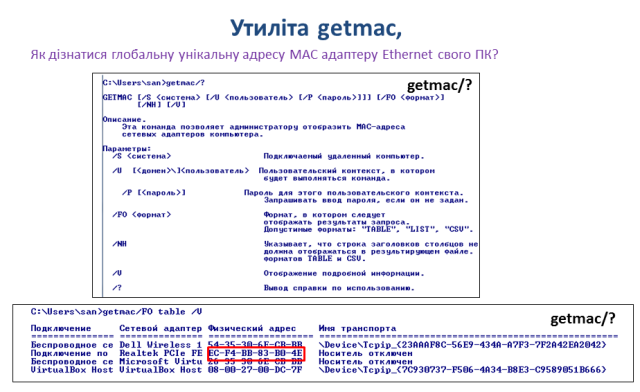 Утиліта getmac,
Як дізнатися глобальну унікальну адресу MAC адаптеру Ethernet свого ПК?
C:\Users\san>getmac/?
getmac/?
GETMAC [/S <система> [/U <пользователь> [/P <пароль>]]] [/FO <формат>]
[/NH] [/V]
Описание.
Эта команда позволяет администратору отобразить MAC-адреса
сетевых адаптеров компьютера.
Параметры:
/S <система> Подключаемый удаленный компьютер.
/U [<домен>\]<пользователь> Пользовательский контекст, в котором
будет выполняться команда.
/P [<пароль>] Пароль для этого пользовательского контекста.
Запрашивать ввод пароля, если он не задан.
/FO <формат> Формат, в котором следует
отображать результаты запроса.
Допустимые форматы: "TABLE", "LIST", "CSV".
/NH Указывает, что строка заголовков столбцов не
должна отображаться в результирующем файле.
форматов TABLE и CSV.
/V Отображение подробной информации.
/? Вывод справки по использованию.
C:\Users\san>getmac/FO table /V
getmac/?
Подключение Сетевой адаптер Физический адрес Имя транспорта
Беспроводное се Dell Wireless 1 54-35-30-6F-CB-BB \Device\Tcpip_{23AAAF8C-56E9-434A-A7F3-7F2A42EA2042}
Подключение по Realtek PCIe FE EC-F4-BB-83-B0-4E Носитель отключен
Беспроводное се Microsoft Virtu 26-35-30-6E-CB-BB Носитель отключен
VirtualBox Host VirtualBox Host 08-00-27-00-DC-7F \Device\Tcpip_{7C930737-F506-4A34-B8E3-C9589051B666}